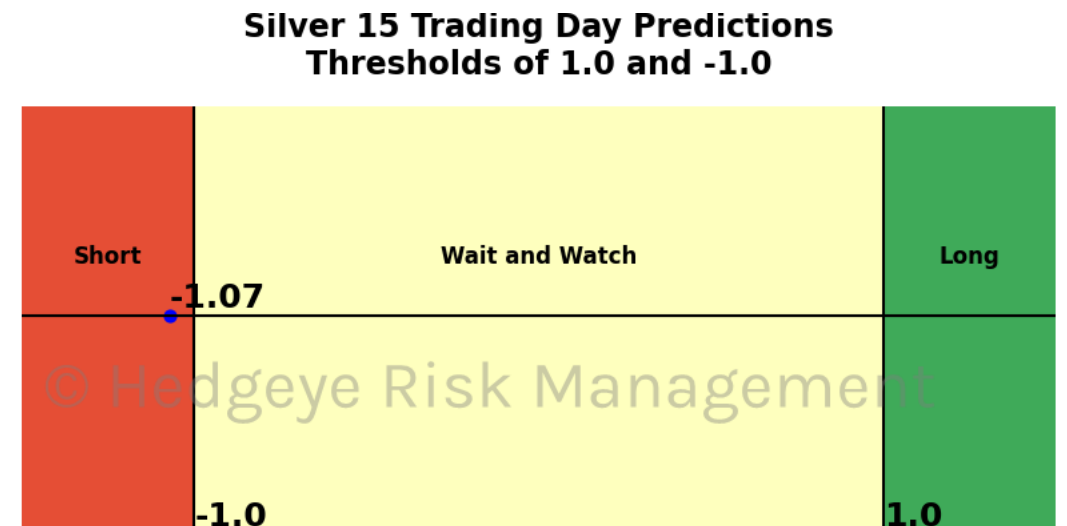 Silver 15 Trading Day Predictions
Thresholds of 1.0 and -1.0
Short
Wait and Watch
Long
-1.07
© Hedgeye Risk Management
-1.0
1.0